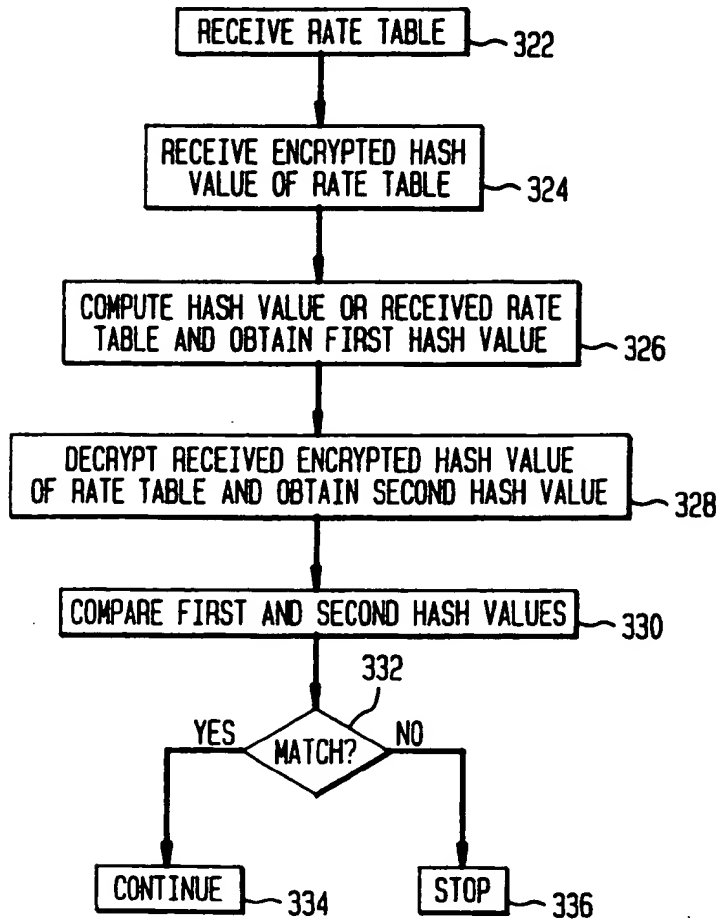 RECEIVE RATE TABLE
322
RECEIVE ENCRYPTED HASH
VALUE OF RATE TABLE
324
COMPUTE HASH VALUE OR RECEIVED RATE
TABLE AND OBTAIN FIRST HASH VALUE
326
DECRYPT RECEIVED ENCRYPTED HASH VALUE
OF RATE TABLE AND OBTAIN SECOND HASH VALUE
328
COMPARE FIRST AND SECOND HASH VALUES
330
332
YES
MATCH?
NO
CONTINUE
334
STOP
336